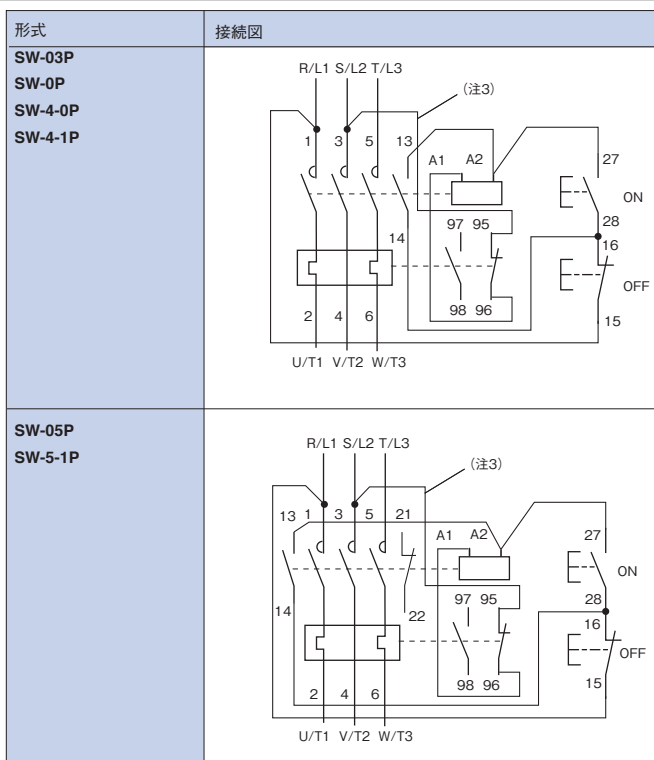 形式
接続図
SW-03P
SW-0P
SW-4-0P
SW-4-1P
R/L1 S/L2 T/L3
(注3)
1 3 5 13
A1 A2
27
ON
28
97 95
14
16
OFF
98 96
2 4 6
15
U/T1 V/T2 W/T3
SW-05P
SW-5-1P
R/L1 S/L2 T/L3
(注3)
13 1 3 5 21
A1 A2
27
ON
97 95
28
14
22
16
OFF
98 96
15
2 4 6
U/T1 V/T2 W/T3